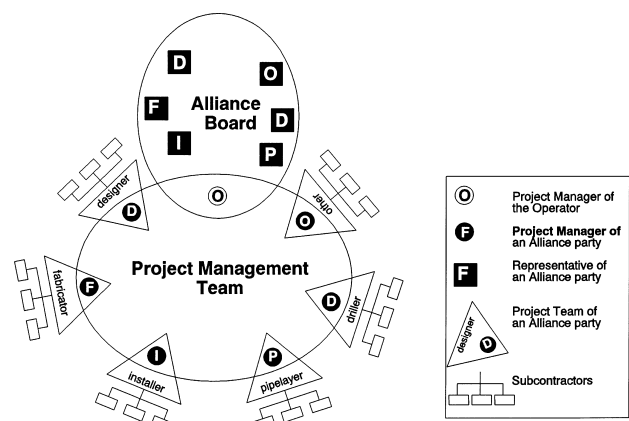 D
O
F
Alliance
Board
D
I
P
designer
D
O
O
other
Project Management
Team
fabricator
F
D
driller
I
installer
P
pipelayer
O
Project Manager of
the Operator
F
Project Manager of
an Alliance party
F
Representative of
an Alliance party
designer
D
Project Team of
an Alliance party
Subcontractors